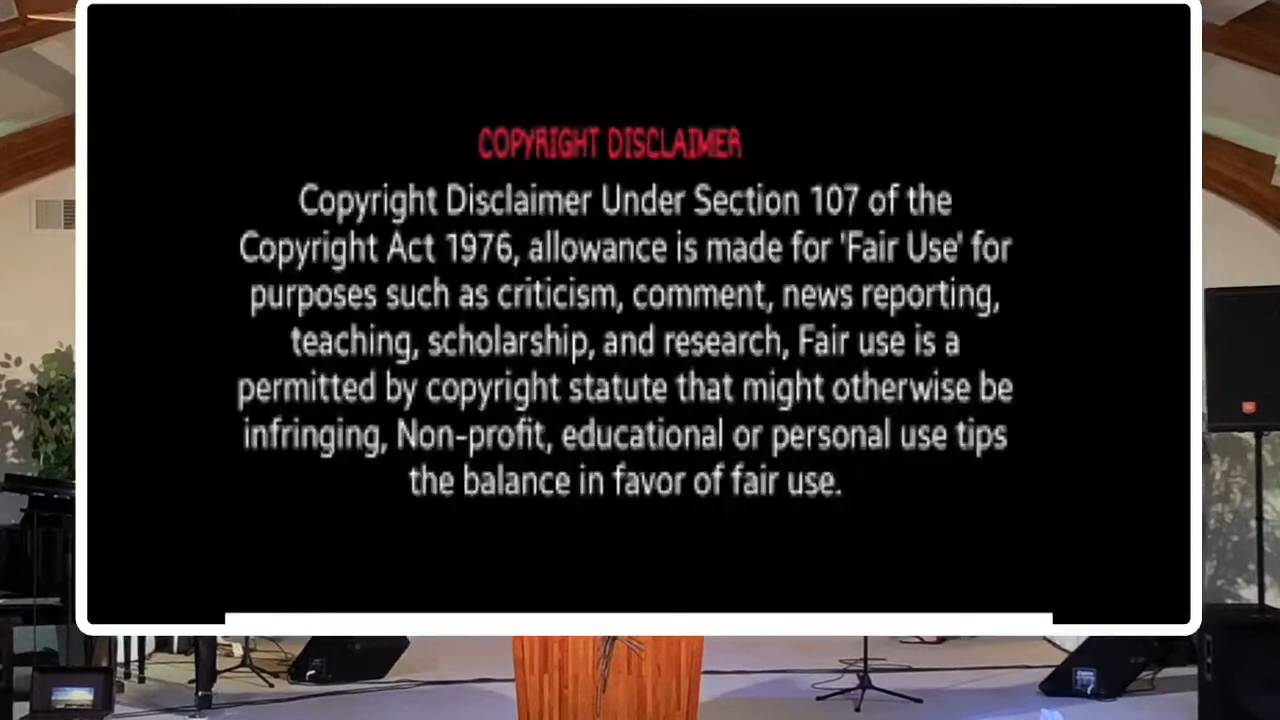 COPYRIGHT DISCLAIMER
Copyright Disclaimer Under Section 107 of the
Copyright Act 1976, allowance is made for 'Fair Use' for
purposes such as criticism, comment, news reporting,
teaching, scholarship, and research, Fair use is a
permitted by copyright statute that might otherwise be
infringing, Non-profit, educational or personal use tips
the balance in favor of fair use.